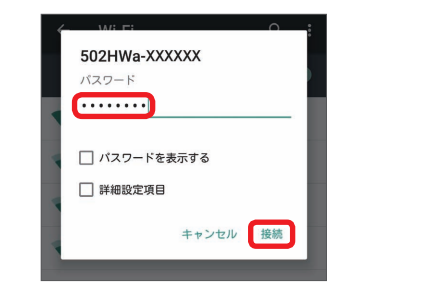 Wi-Fi
502HWa-XXXXXX
パスワード
••••••••
パスワードを表示する
詳細設定項目
キャンセル 接続